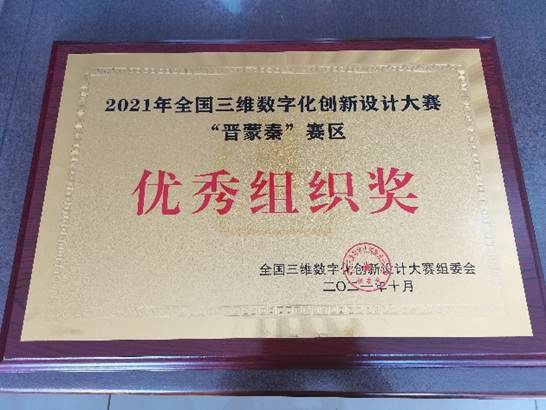 2021年全国三维数字化创新设计大赛
“晋蒙秦”赛区
优秀组织奖
全国三维数字化创新设计大赛组委会
二〇二一年十月